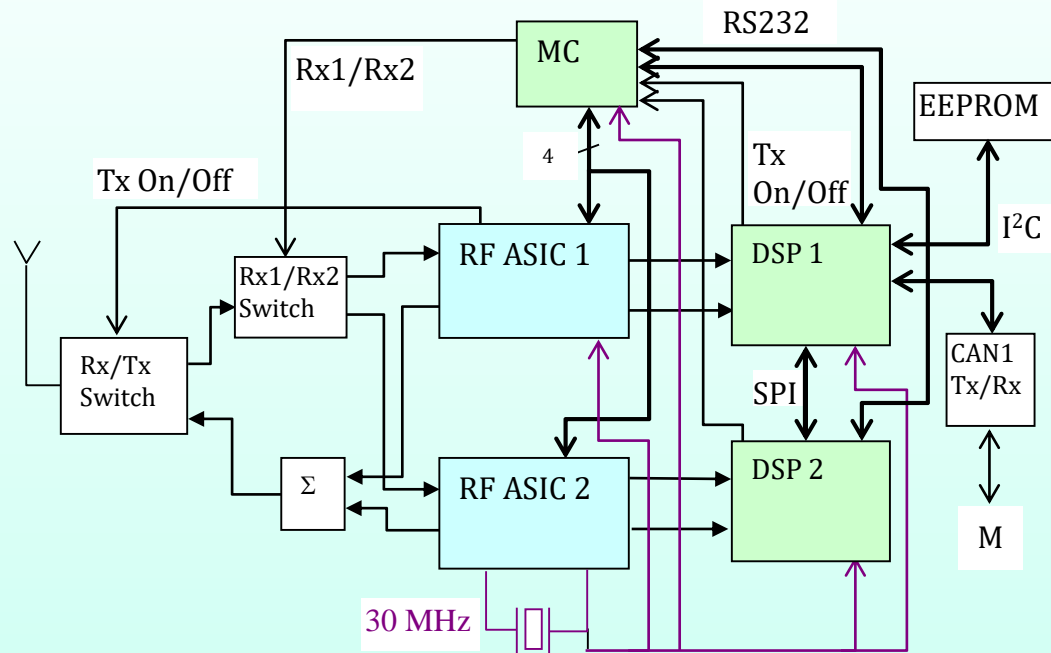 RS232
MC
Rx1/Rx2
EEPROM
4
Tx
On/Off
Tx On/Off
I²C
RF ASIC 1
DSP 1
Rx1/Rx2
Switch
CAN1
Tx/Rx
Rx/Tx
Switch
SPI
DSP 2
Σ
RF ASIC 2
M
30 MHz